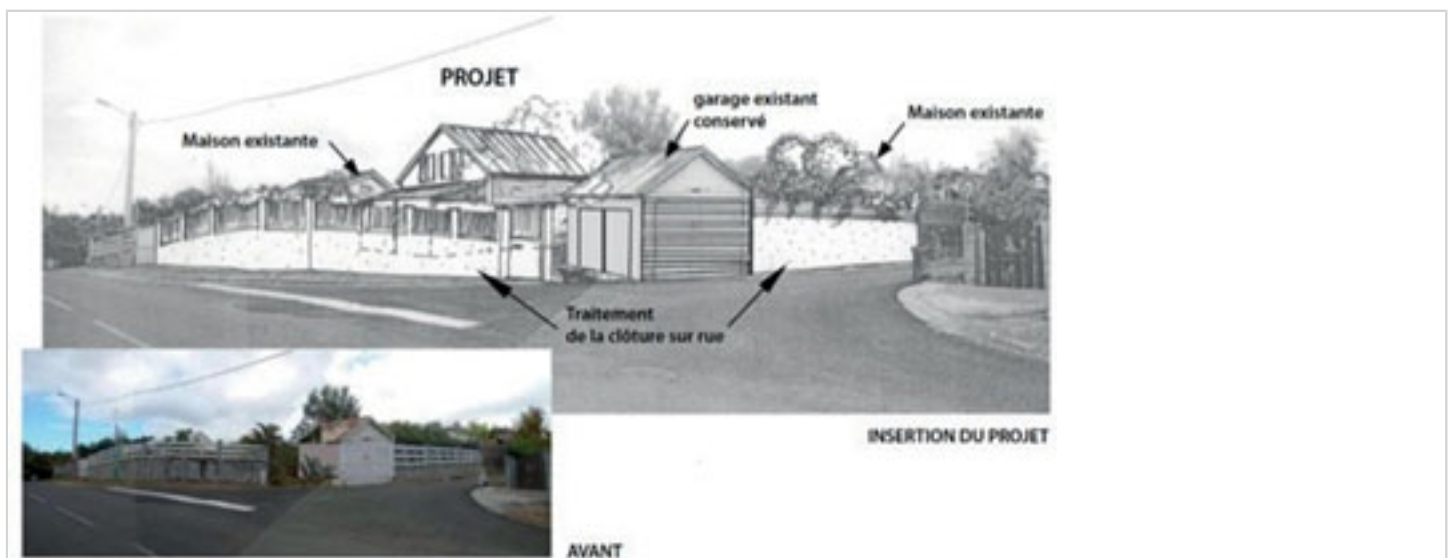 PROJET
garage existant
conservé
Maison existante
Maison existante
Traitement
de la clôture sur rue
INSERTION DU PROJET
AVANT